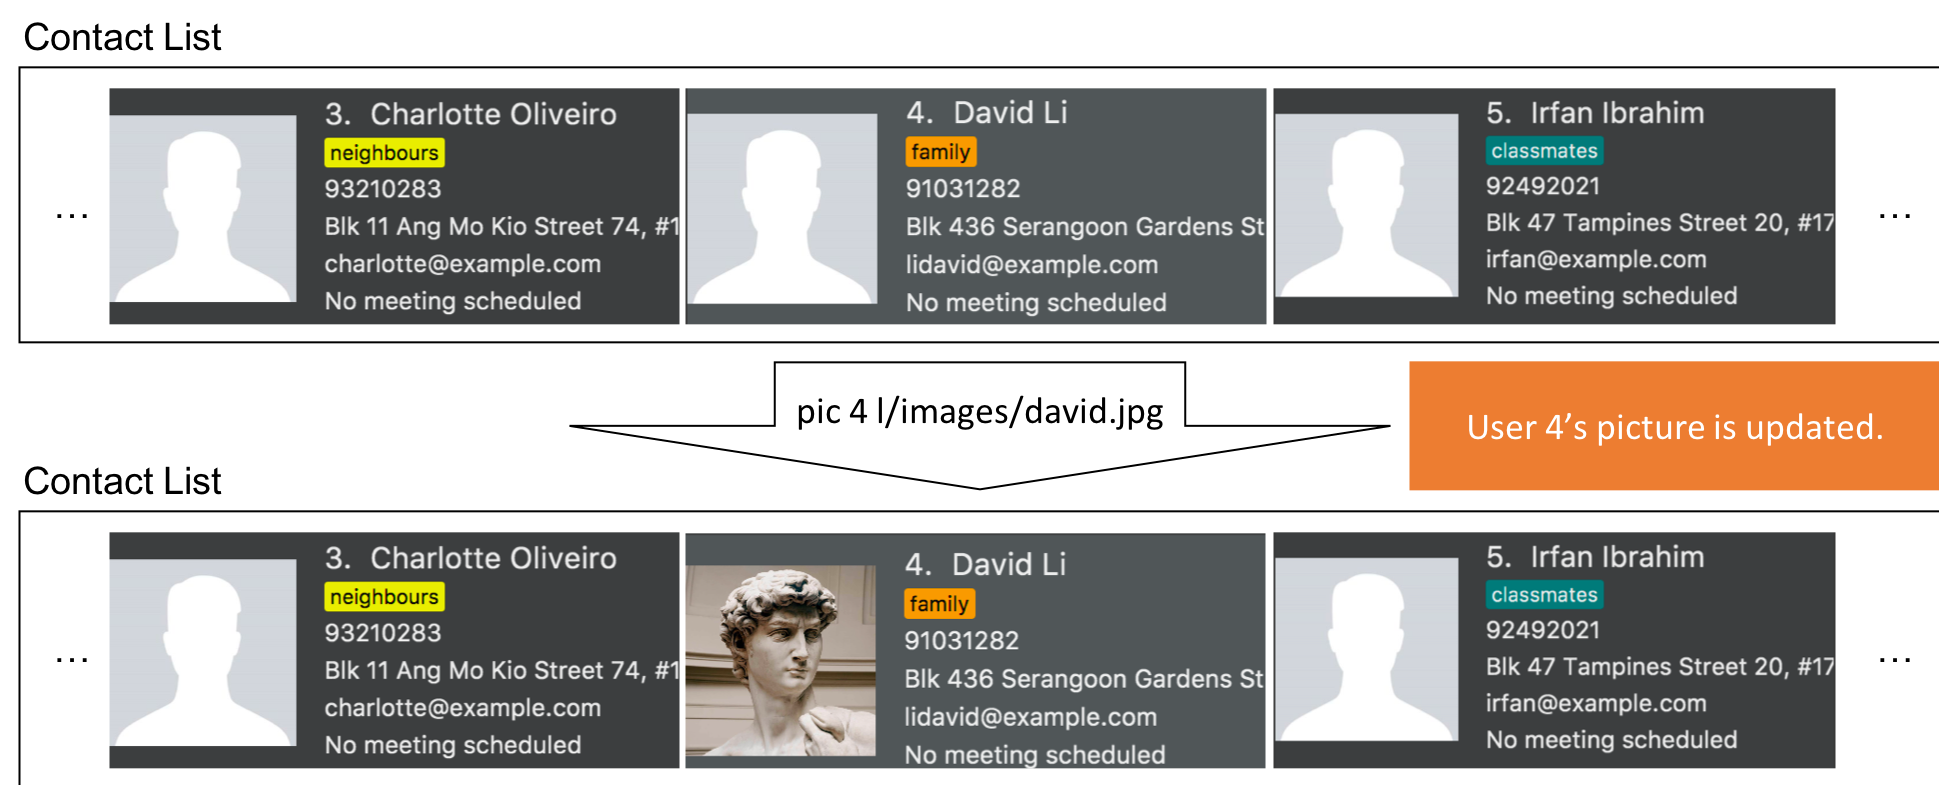 Contact List
...
3. Charlotte Oliveiro
neighbours
93210283
Blk 11 Ang Mo Kio Street 74, #1
charlotte@example.com
No meeting scheduled
4. David Li
family
91031282
Blk 436 Serangoon Gardens St
lidavid@example.com
No meeting scheduled
5. Irfan Ibrahim
classmates
92492021
Blk 47 Tampines Street 20, #17
irfan@example.com
No meeting scheduled
...
pic 4 l/images/david.jpg
User 4’s picture is updated.
Contact List
...
3. Charlotte Oliveiro
neighbours
93210283
Blk 11 Ang Mo Kio Street 74, #1
charlotte@example.com
No meeting scheduled
4. David Li
family
91031282
Blk 436 Serangoon Gardens St
lidavid@example.com
No meeting scheduled
5. Irfan Ibrahim
classmates
92492021
Blk 47 Tampines Street 20, #17
irfan@example.com
No meeting scheduled
...